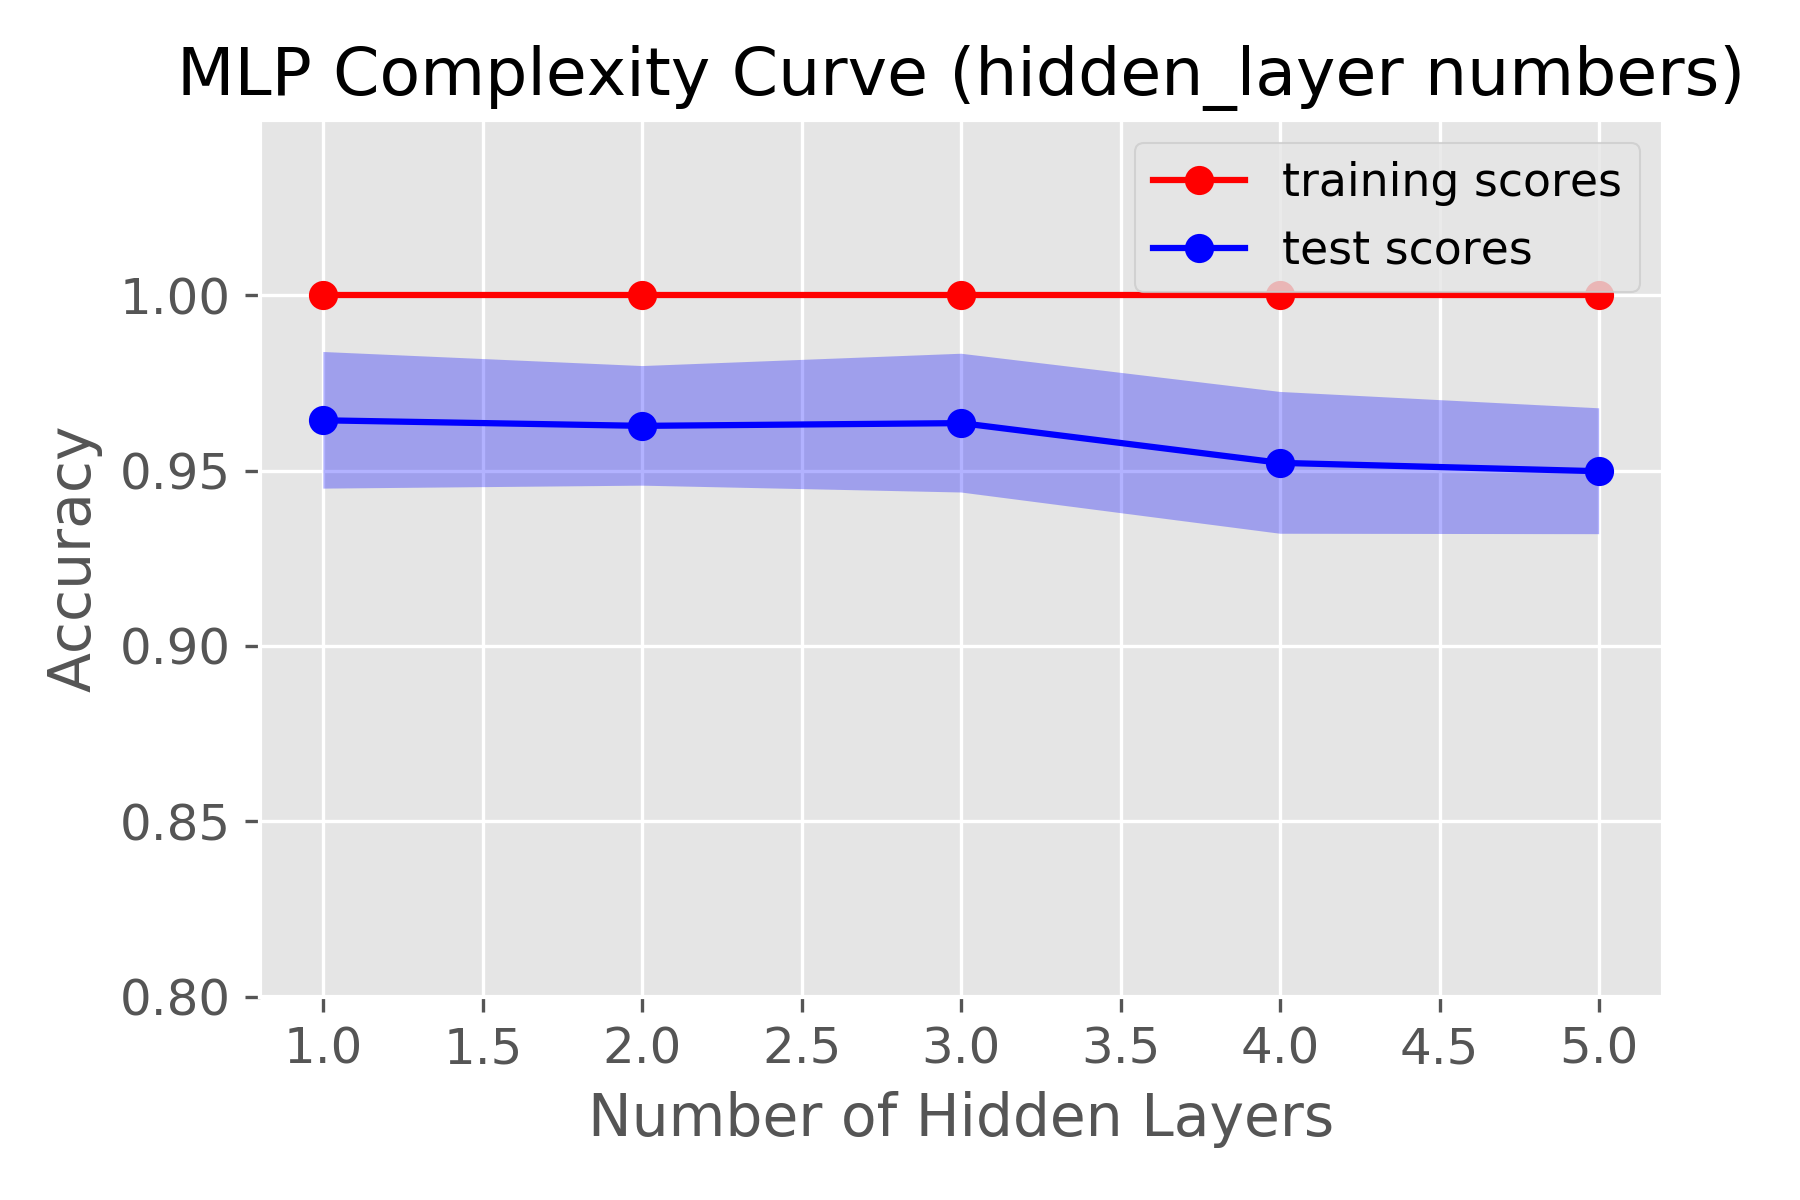 MLP Complexity Curve (hidden_layer numbers)
training scores
test scores
1.00
0.95
0.90
0.85
0.80
Accuracy
1.0 1.5 2.0 2.5 3.0 3.5 4.0 4.5 5.0
Number of Hidden Layers